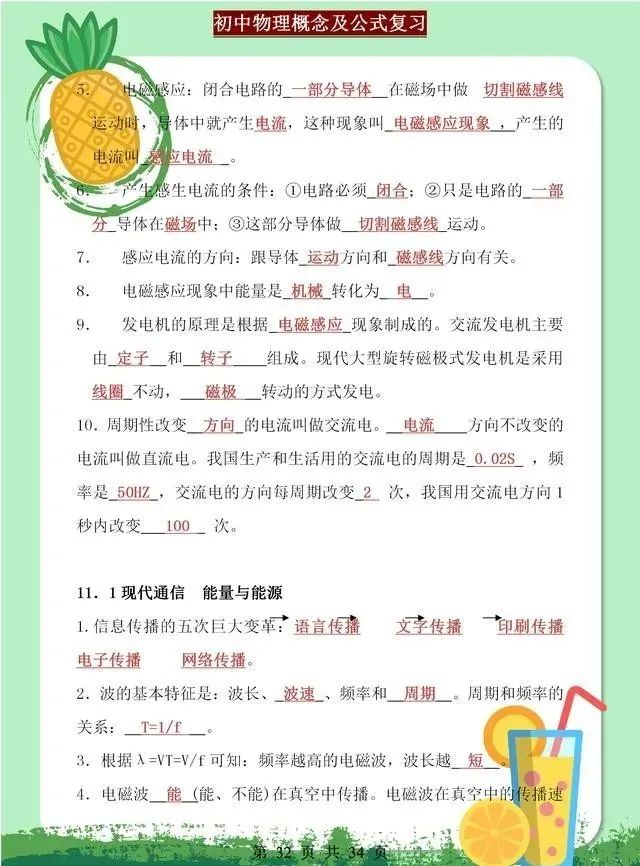 初中物理概念及公式复习
5. 电磁感应：闭合电路的 一部分导体 在磁场中做 切割磁感线
运动时，导体中就产生电流，这种现象叫 电磁感应现象 ，产生的
电流叫 感应电流 。
6. 产生感生电流的条件：①电路必须 闭合；②只是电路的 一部
分 导体在磁场中；③这部分导体做 切割磁感线 运动。
7. 感应电流的方向：跟导体 运动方向和 磁感线方向有关。
8. 电磁感应现象中能量是 机械 转化为 电 。
9. 发电机的原理是根据 电磁感应 现象制成的。交流发电机主要
由 定子 和 转子 组成。现代大型旋转磁极式发电机是采用
线圈 不动， 磁极 转动的方式发电。
10. 周期性改变 方向 的电流叫做交流电。 电流 方向不改变的
电流叫做直流电。我国生产和生活用的交流电的周期是 0.02S ，频
率是 50HZ ，交流电的方向每周期改变 2 次，我国用交流电方向1
秒内改变 100 次。
11．1现代通信 能量与能源
1.信息传播的五次巨大变革：→语言传播→ 文字传播→ 印刷传播→
电子传播 网络传播。
2．波的基本特征是：波长、 波速 、频率和 周期 。周期和频率的
关系： T=1/f 。
3．根据λ=VT=V/f可知：频率越高的电磁波，波长越 短 。
4．电磁波 能 (能、不能)在真空中传播。电磁波在真空中的传播速
第 32 页 共 34 页